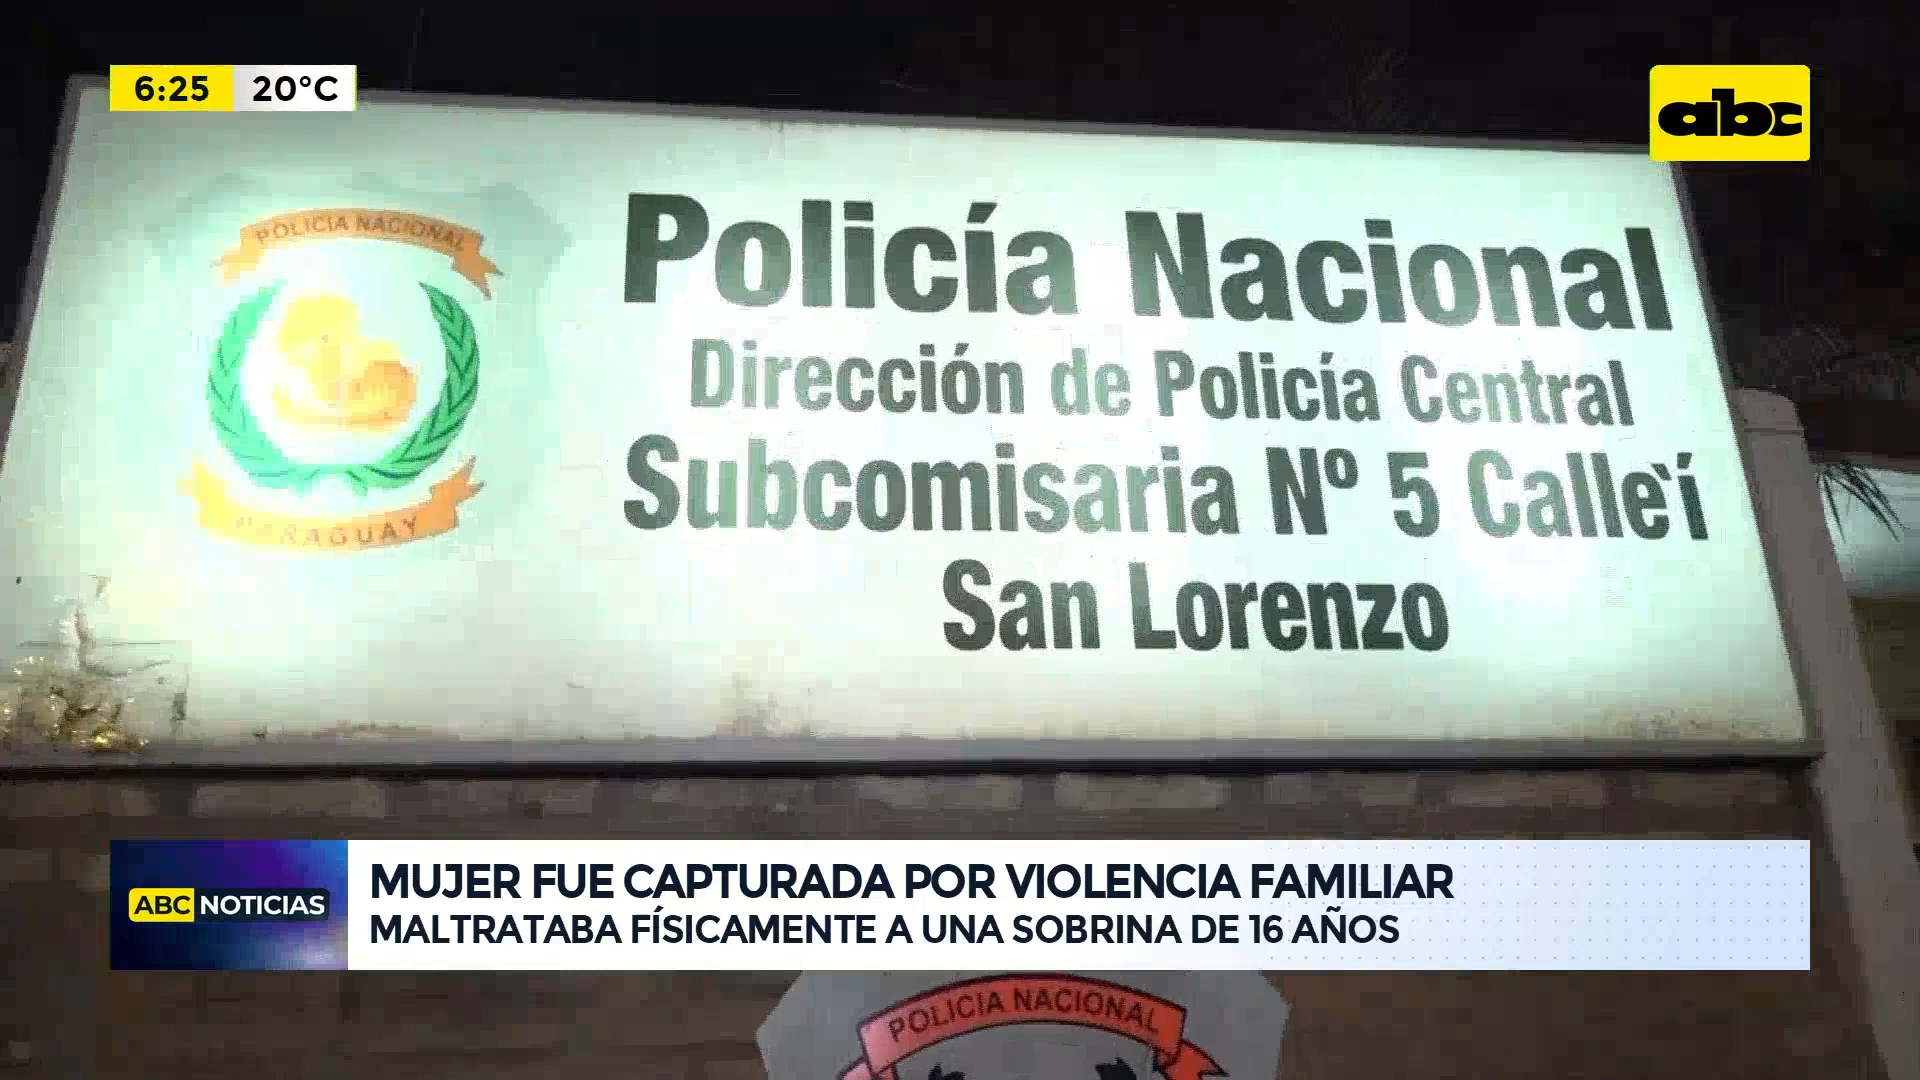 6:25 20°C
abc
POLICIA NACIONAL
PARAGUAY
Policía Nacional
Dirección de Policía Central
Subcomisaria Nº 5 Calle'í
San Lorenzo
ABC NOTICIAS
MUJER FUE CAPTURADA POR VIOLENCIA FAMILIAR
MALTRATABA FÍSICAMENTE A UNA SOBRINA DE 16 AÑOS
POLICIA NACIONAL